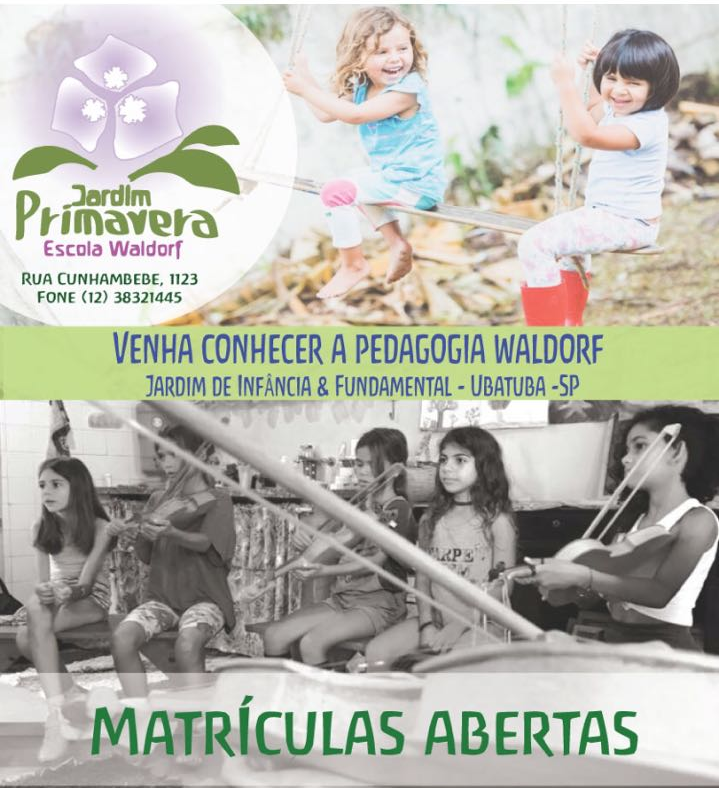 Jardim
Primavera
Escola Waldorf
RUA CUNHAMBEBE, 1123
FONE (12) 38321445
VENHA CONHECER A PEDAGOGIA WALDORF
JARDIM DE INFÂNCIA & FUNDAMENTAL - UBATUBA -SP
MATRÍCULAS ABERTAS